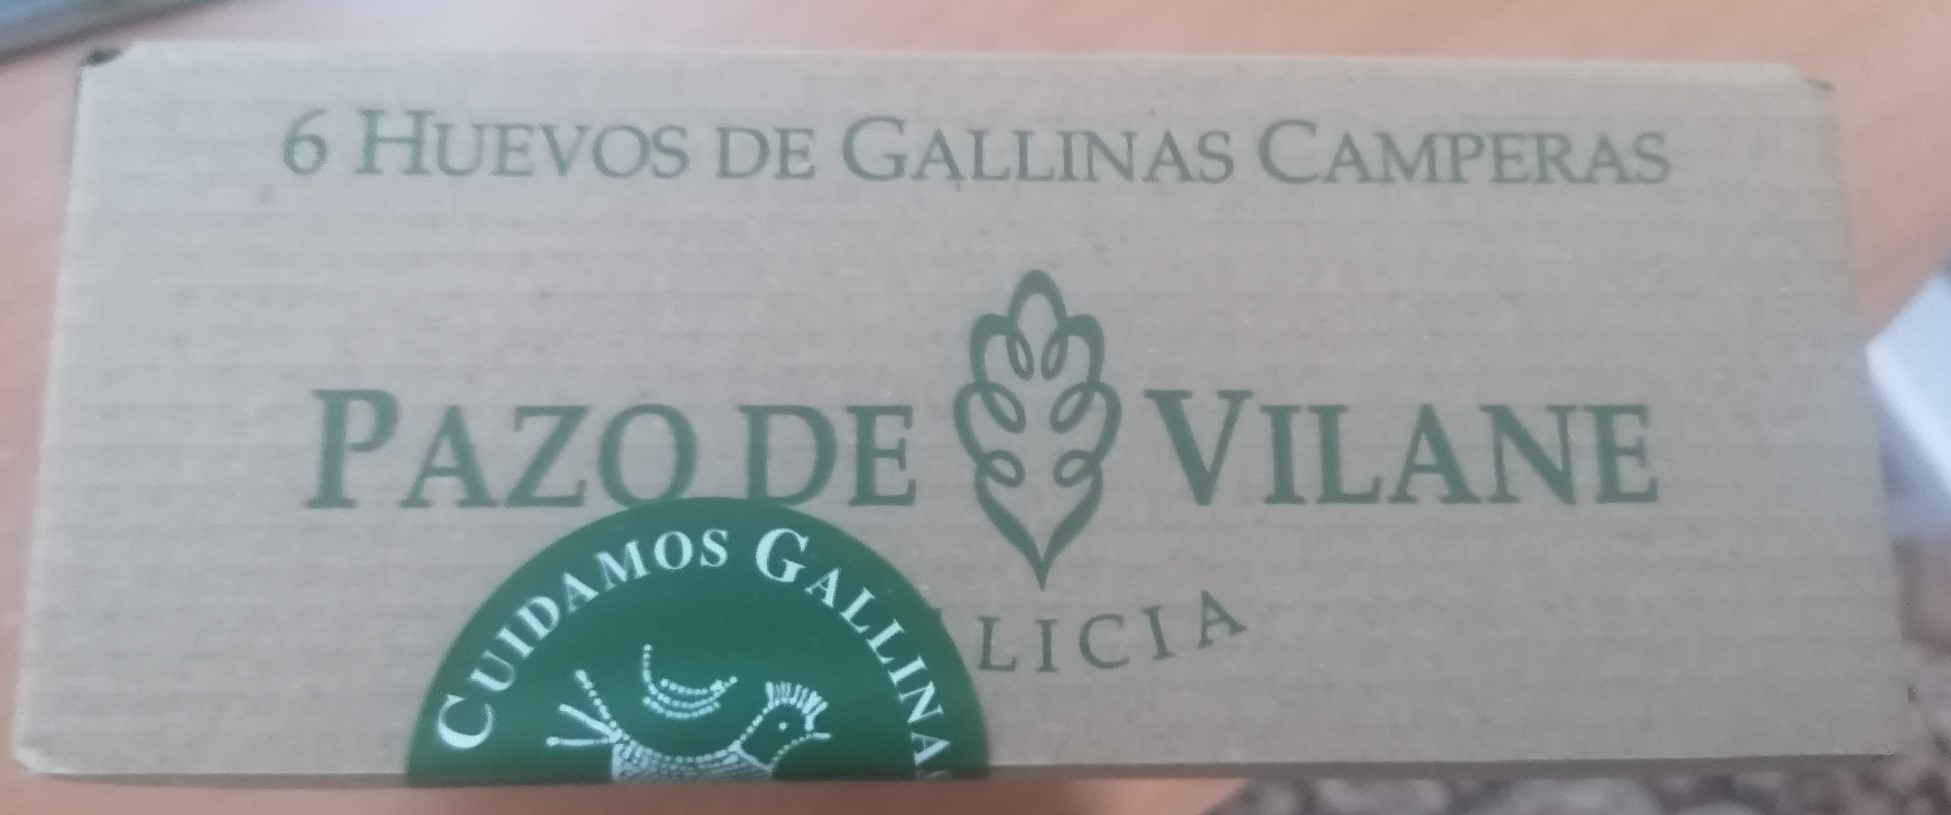 6 HUEVOS DE GALLINAS CAMPERAS
PAZO DE VILANE
LICIA
CUIDAMOS GALLINAS